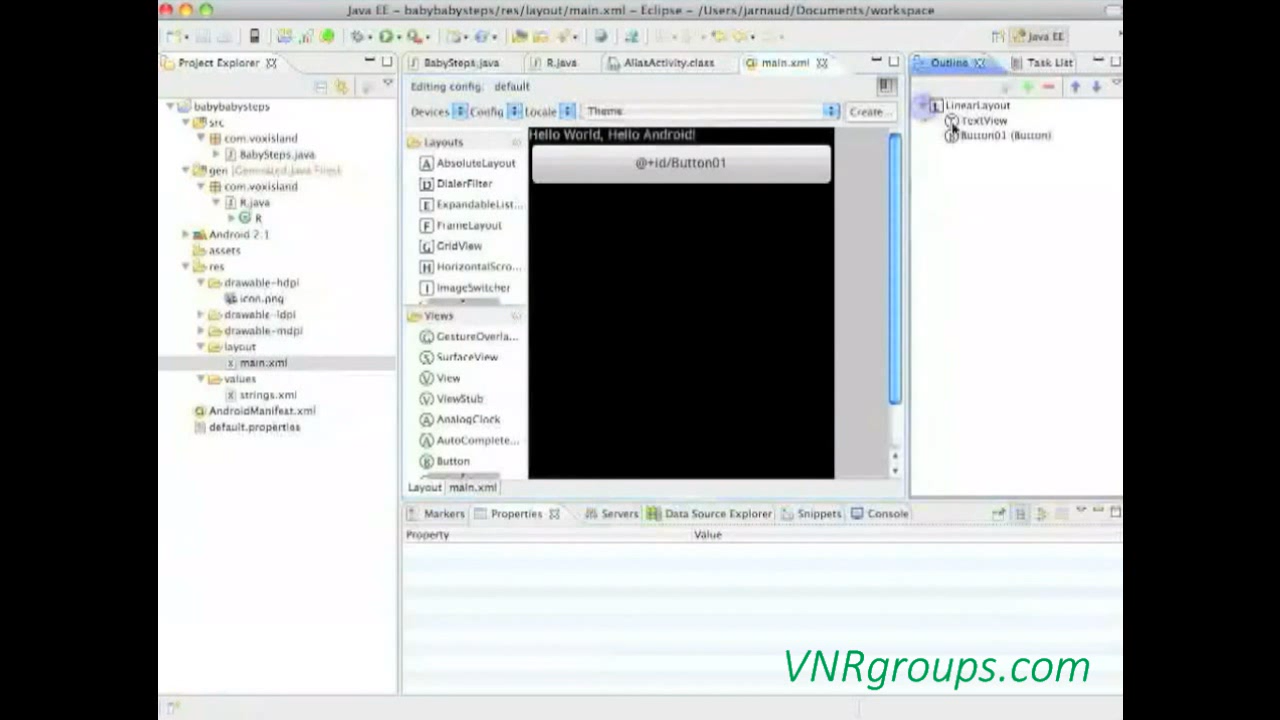 Java EE - babybabysteps/res/layout/main.xml - Eclipse - /Users/jarnaud/Documents/workspace
Java EE
Project Explorer
babybabysteps
src
com.voxisland
BabySteps.java
gen [Generated Java Files]
com.voxisland
R.java
R
Android 2.1
assets
res
drawable-hdpi
icon.png
drawable-ldpi
drawable-mdpi
layout
main.xml
values
strings.xml
AndroidManifest.xml
default.properties
BabySteps.java
R.java
AliasActivity.class
main.xml
Editing config: default
Devices
Config
Locale
Theme
Create...
Layouts
A AbsoluteLayout
D DialerFilter
E ExpandableList...
F FrameLayout
G GridView
H HorizontalScro...
I ImageSwitcher
Views
G GestureOverla...
S SurfaceView
V View
V ViewStub
A AnalogClock
A AutoComplete...
B Button
Hello World, Hello Android!
@+id/Button01
Layout
main.xml
Outline
Task List
L LinearLayout
TextView
Button01 (Button)
Markers
Properties
Servers
Data Source Explorer
Snippets
Console
Property
Value
VNRgroups.com